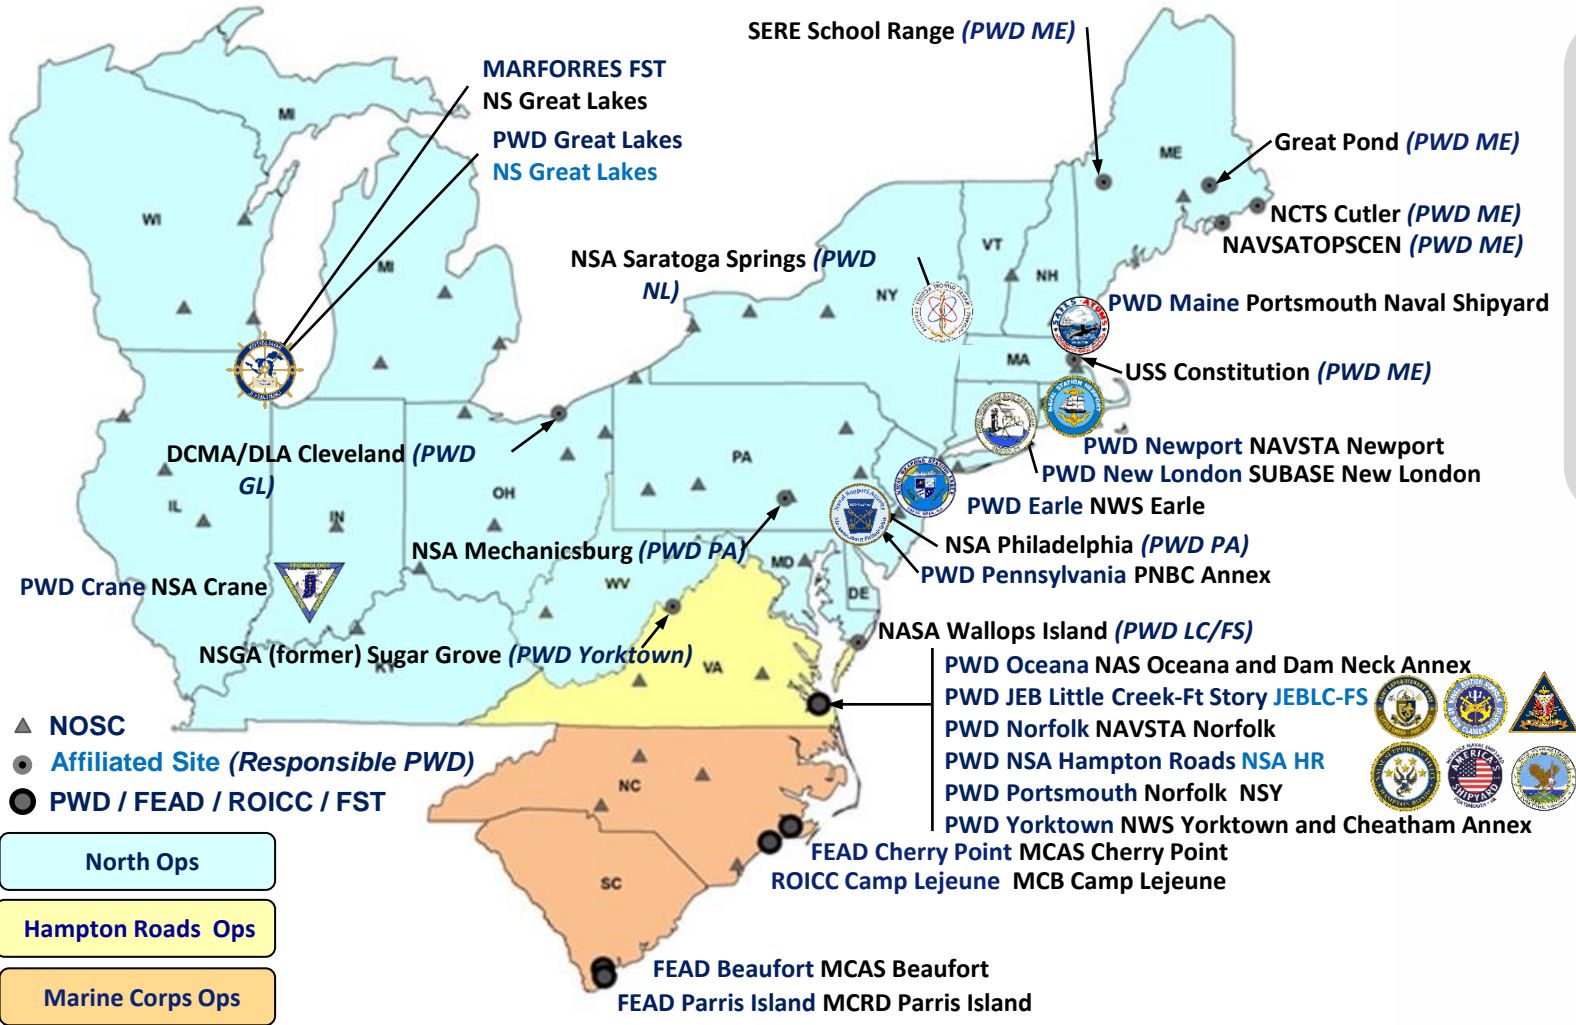 SERE School Range (PWD ME)
MARFORRES FST
NS Great Lakes
PWD Great Lakes
NS Great Lakes
MI
WI
MI
ME
Great Pond (PWD ME)
NCTS Cutler (PWD ME)
NAVSATOPSCEN (PWD ME)
VT
NH
NSA Saratoga Springs (PWD
NL)
NY
PWD Maine Portsmouth Naval Shipyard
MA
USS Constitution (PWD ME)
DCMA/DLA Cleveland (PWD
GL)
PWD Newport NAVSTA Newport
PWD New London SUBASE New London
PA
OH
IL
IN
PWD Earle NWS Earle
NSA Mechanicsburg (PWD PA)
NSA Philadelphia (PWD PA)
PWD Pennsylvania PNBC Annex
MD
DE
WV
PWD Crane NSA Crane
TECHNOLOGY
NASA Wallops Island (PWD LC/FS)
NSGA (former) Sugar Grove (PWD Yorktown)
KY
VA
PWD Oceana NAS Oceana and Dam Neck Annex
PWD JEB Little Creek-Ft Story JEBLC-FS
PWD Norfolk NAVSTA Norfolk
PWD NSA Hampton Roads NSA HR
PWD Portsmouth Norfolk NSY
PWD Yorktown NWS Yorktown and Cheatham Annex
AMERICA'S
SHIPYARD
NOSC
Affiliated Site (Responsible PWD)
PWD / FEAD / ROICC / FST
NC
SC
FEAD Cherry Point MCAS Cherry Point
ROICC Camp Lejeune MCB Camp Lejeune
North Ops
Hampton Roads Ops
Marine Corps Ops
FEAD Beaufort MCAS Beaufort
FEAD Parris Island MCRD Parris Island